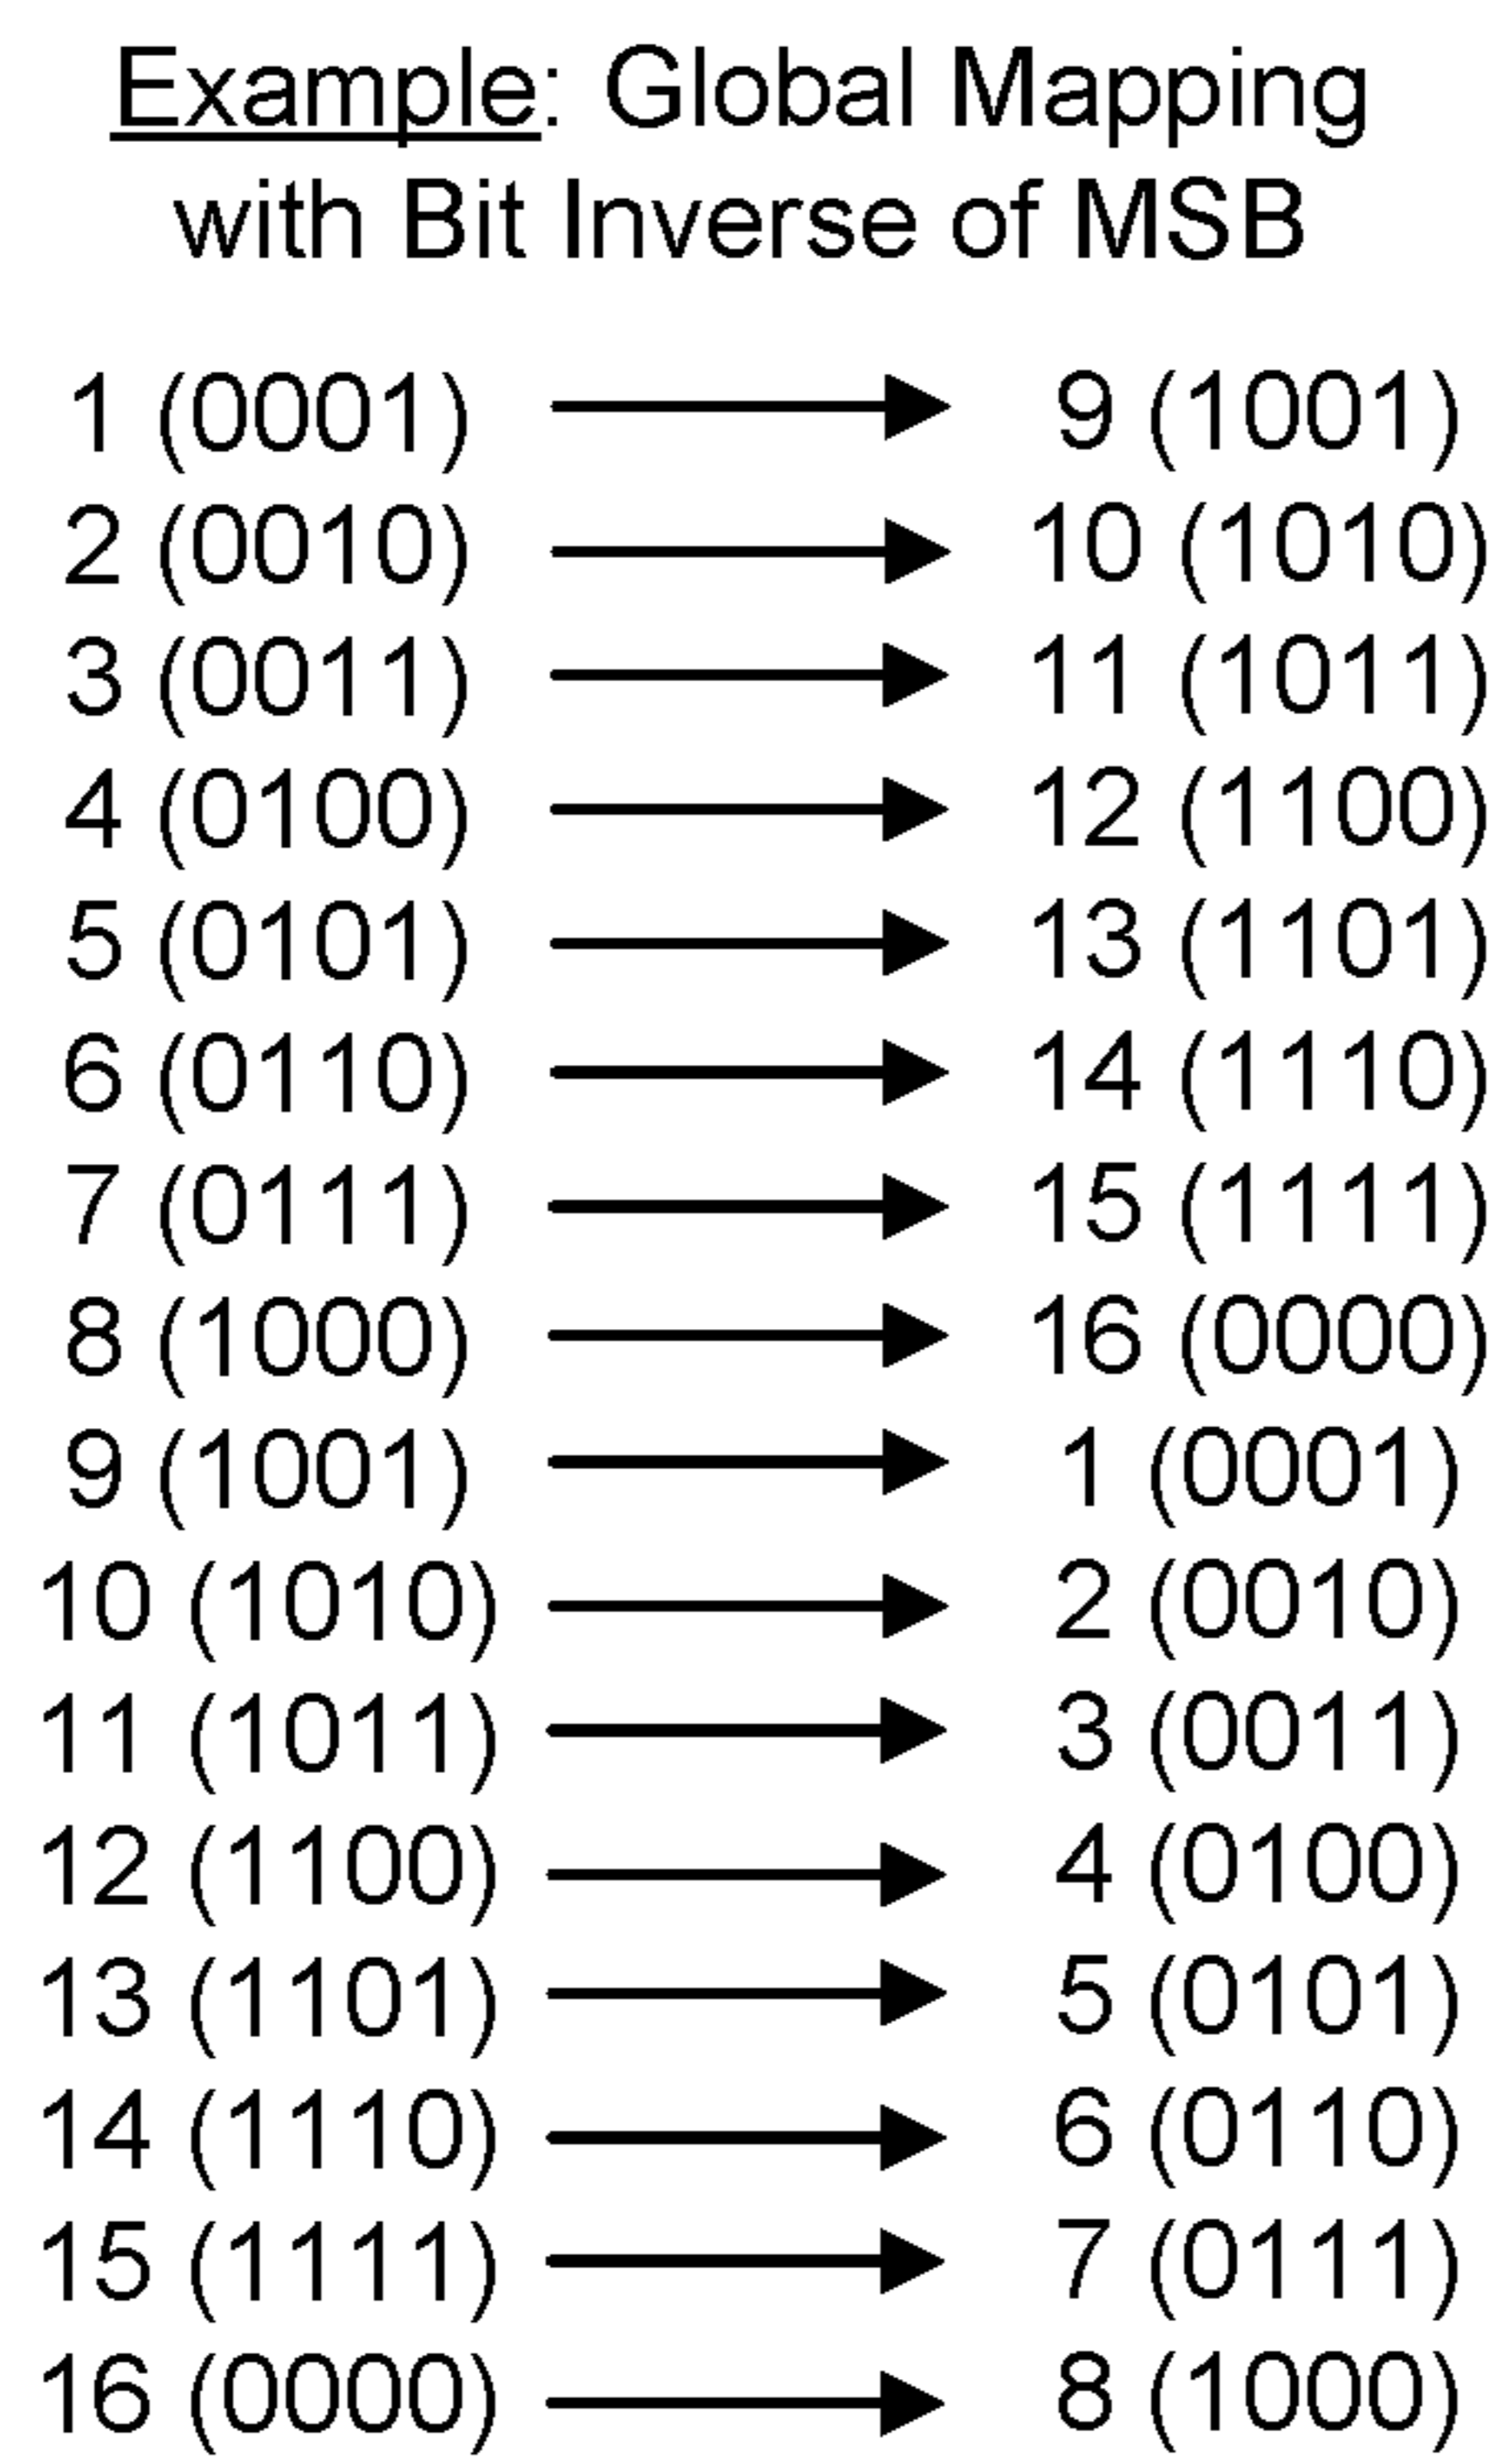 Example: Global Mapping
with Bit Inverse of MSB
1 (0001) 9 (1001)
2 (0010) 10 (1010)
3 (0011) 11 (1011)
4 (0100) 12 (1100)
5 (0101) 13 (1101)
6 (0110) 14 (1110)
7 (0111) 15 (1111)
8 (1000) 16 (0000)
9 (1001) 1 (0001)
10 (1010) 2 (0010)
11 (1011) 3 (0011)
12 (1100) 4 (0100)
13 (1101) 5 (0101)
14 (1110) 6 (0110)
15 (1111) 7 (0111)
16 (0000) 8 (1000)